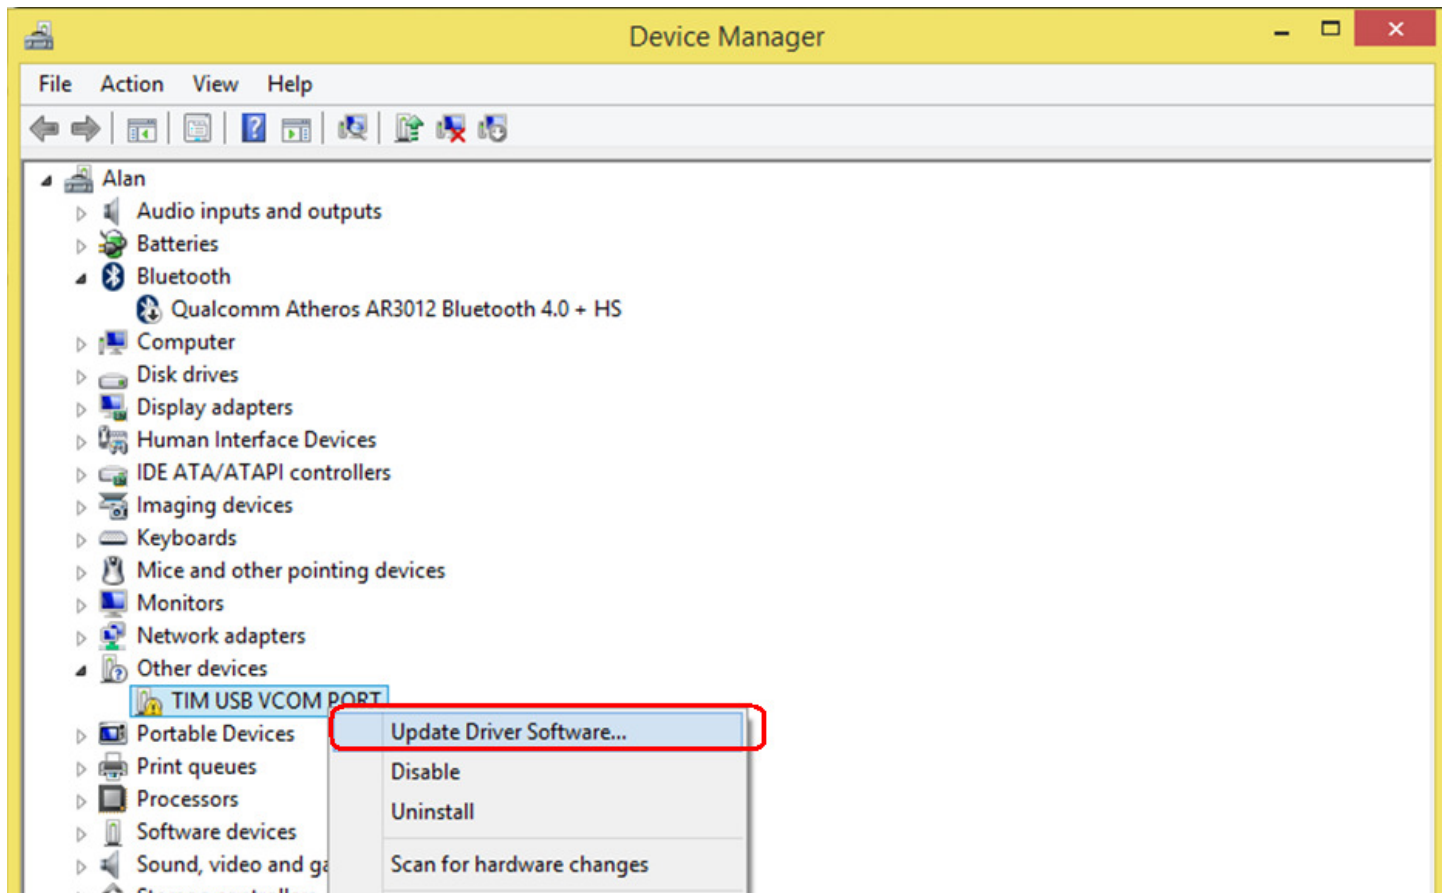 Device Manager
File Action View Help
Alan
Audio inputs and outputs
Batteries
Bluetooth
Qualcomm Atheros AR3012 Bluetooth 4.0 + HS
Computer
Disk drives
Display adapters
Human Interface Devices
IDE ATA/ATAPI controllers
Imaging devices
Keyboards
Mice and other pointing devices
Monitors
Network adapters
Other devices
TIM USB VCOM PORT
Update Driver Software...
Portable Devices
Disable
Print queues
Processors
Uninstall
Software devices
Sound, video and
Scan for hardware changes